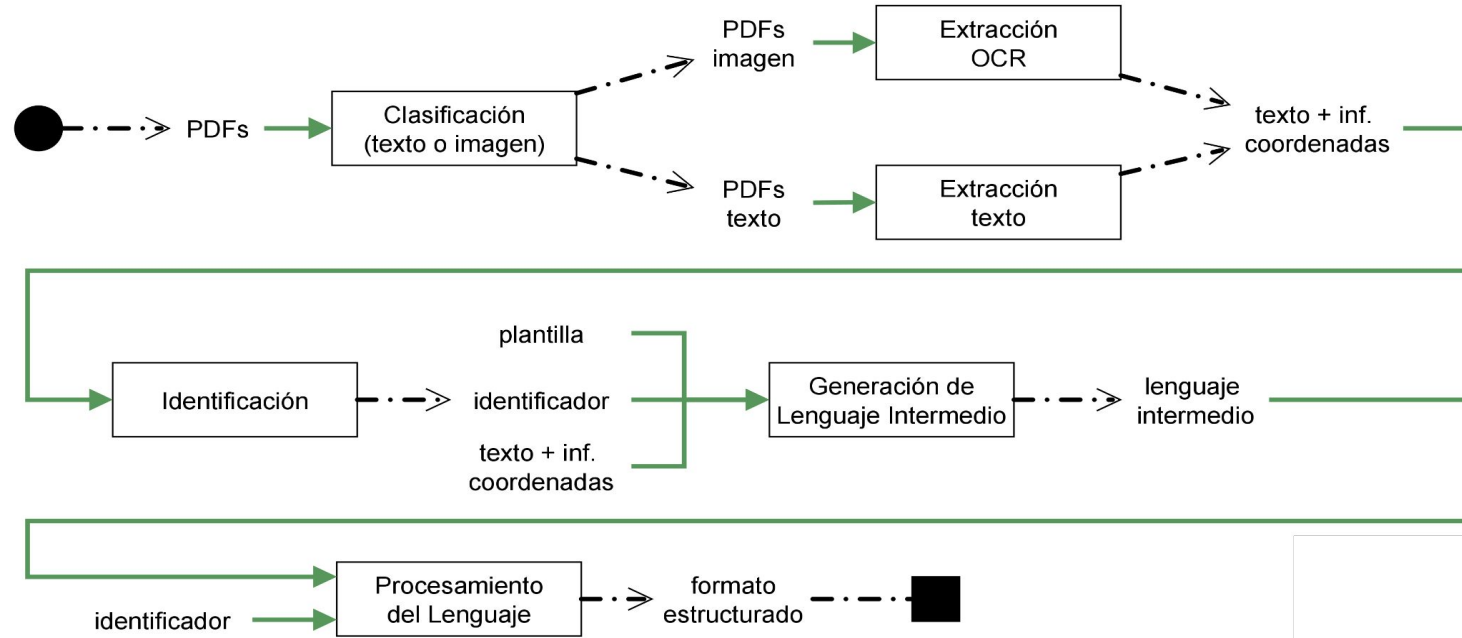 PDFs
Clasificación
(texto o imagen)
PDFs
imagen
Extracción
OCR
PDFs
texto
Extracción
texto
texto + inf.
coordenadas
Identificación
plantilla
identificador
texto + inf.
coordenadas
Generación de
Lenguaje Intermedio
lenguaje
intermedio
identificador
Procesamiento
del Lenguaje
formato
estructurado